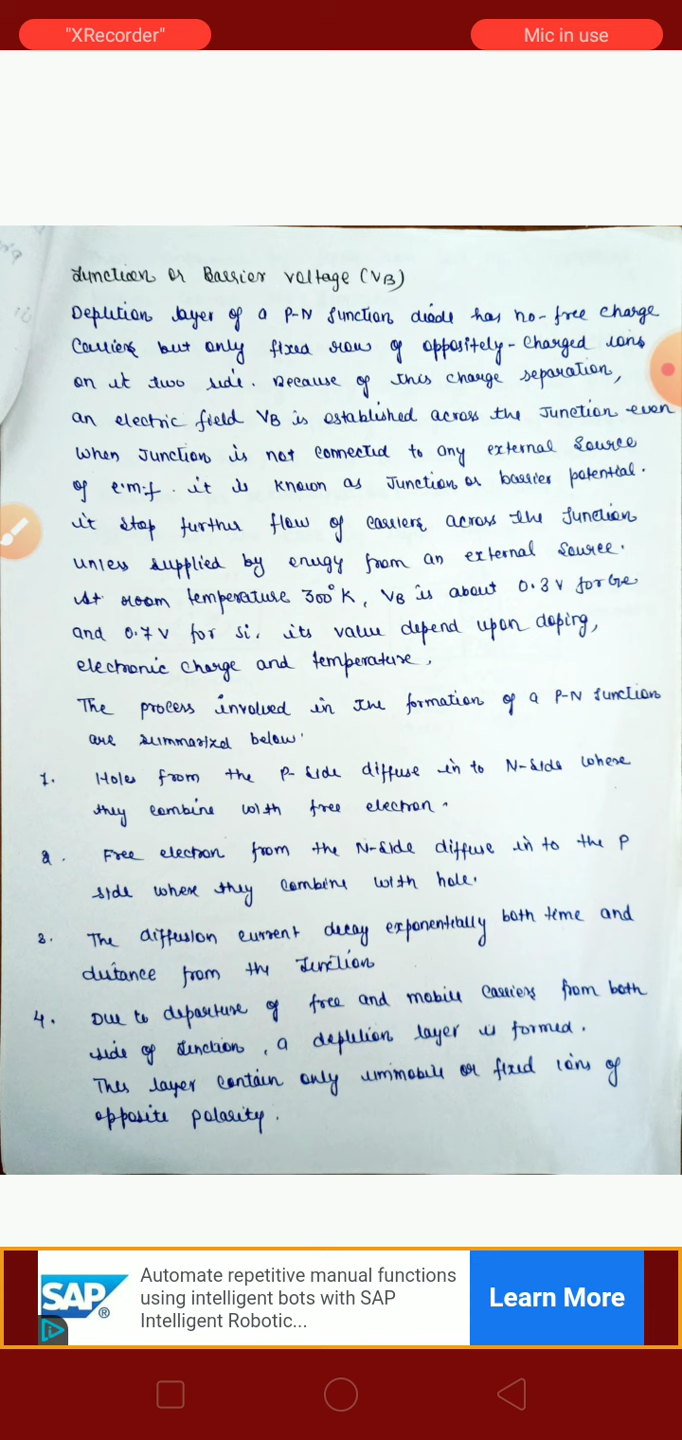 "XRecorder"
Mic in use
Junction or Barrier voltage (VB)
Deplition layer of a P-N Junction diode has no-free charge
Carriers but only fixed row of oppositely-charged ions
on it two side. Because of this charge separation,
an electric field VB is established across the Junction even
when Junction is not connected to any external source
of e.m.f. it is known as Junction or barrier potential.
it stop further flow of carriers across the Junction
unless supplied by enugy from an external source.
At room temperature 300°K, VB is about 0.3V for Ge
and 0.7V for si. its value depend upon doping,
electronic charge and temperature.
The process involved in the formation of a P-N Junction
are summarized below.
1. Holes from the P-side diffuse in to N-side where
they combine with free electron.
2. Free electron from the N-side diffuse in to the P
side where they combine with hole.
3. The diffusion current decay exponentially both time and
distance from the Junction
4. Due to departure of free and mobile carriers from both
side of Junction, a deplition layer is formed.
This layer contain only immobile or fixed ions of
opposite polarity.
SAP®
Automate repetitive manual functions
using intelligent bots with SAP
Intelligent Robotic...
Learn More